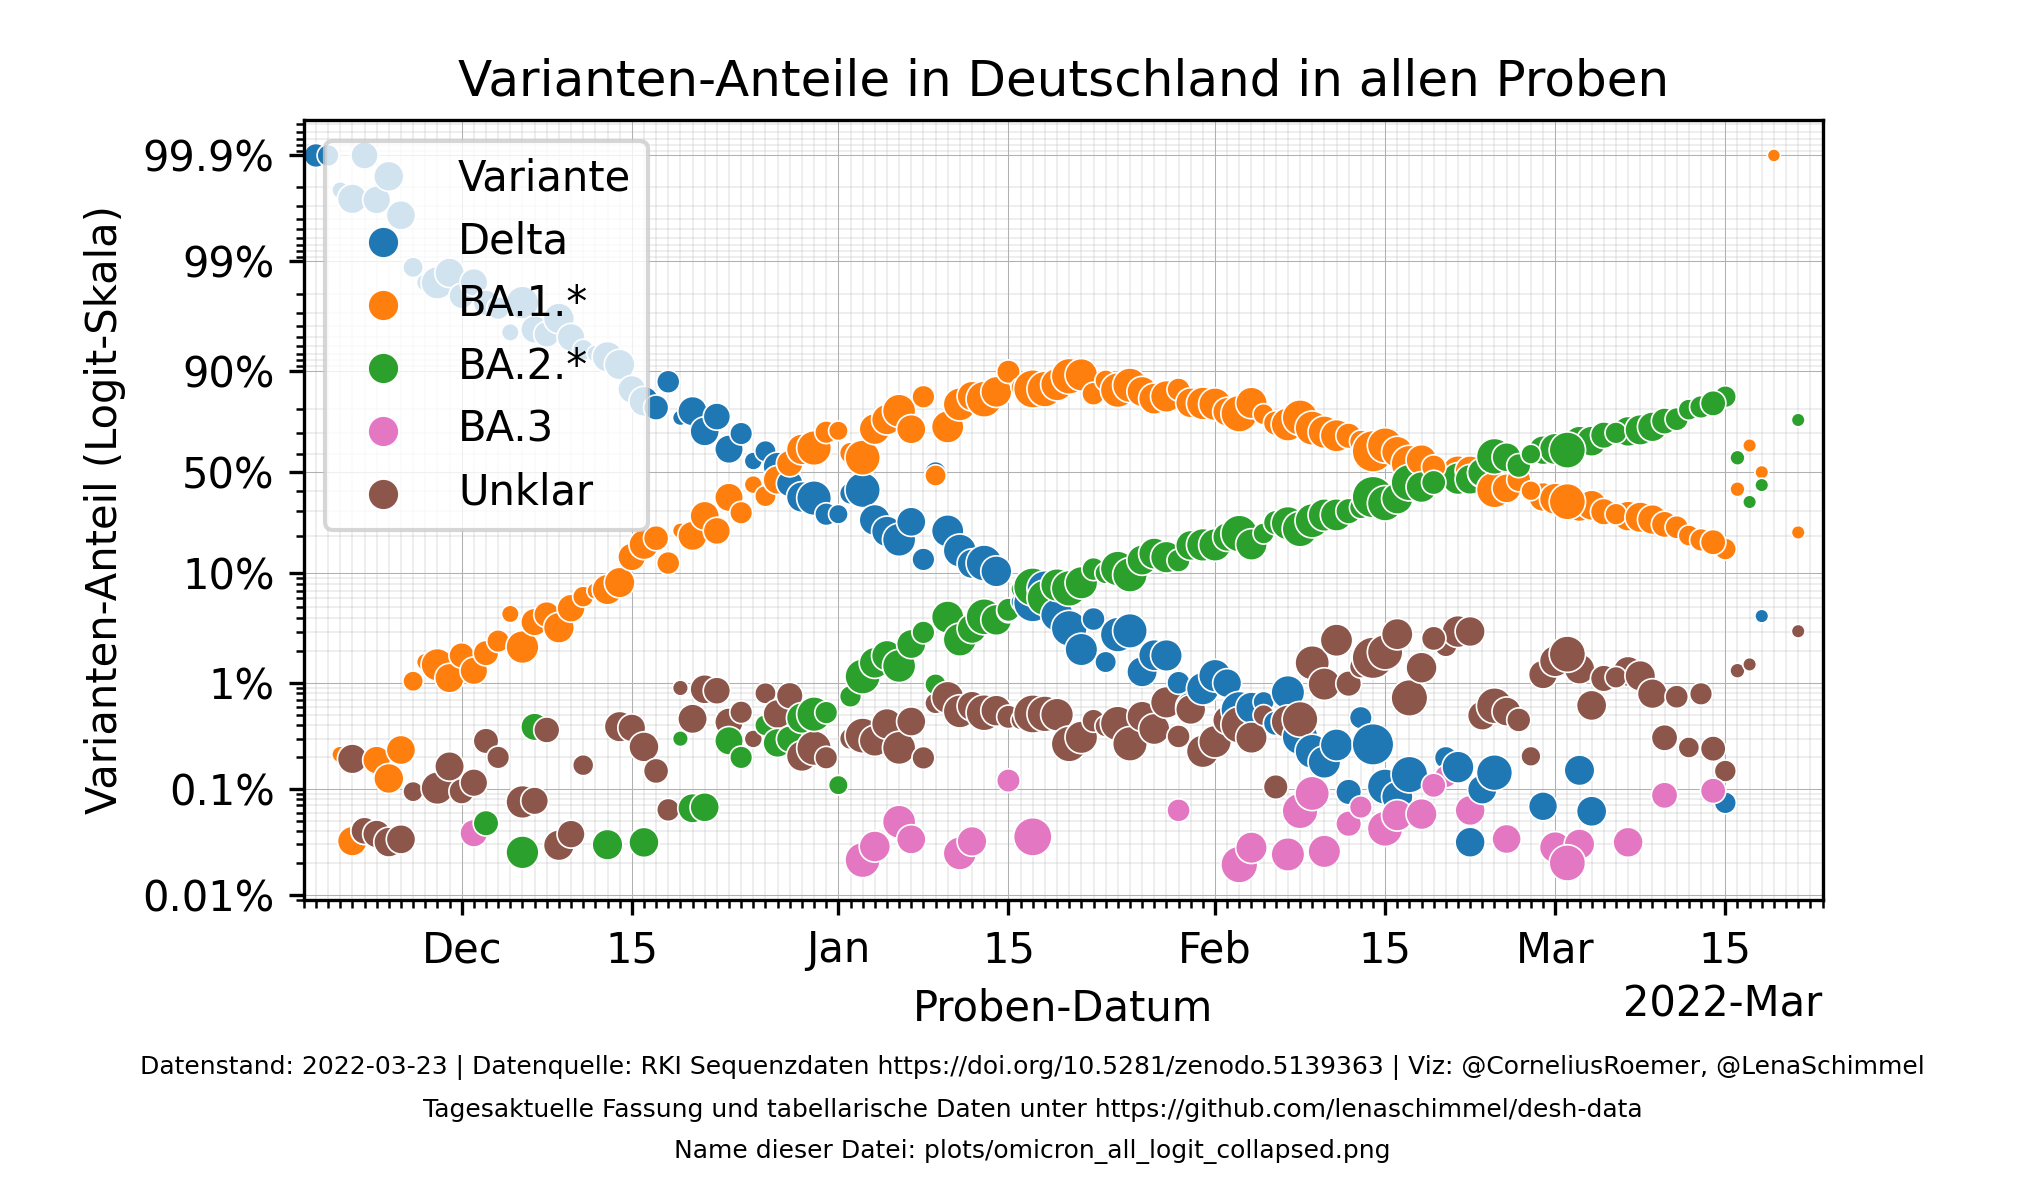 Varianten-Anteile in Deutschland in allen Proben
Varianten-Anteil (Logit-Skala)
99.9%
99%
90%
50%
10%
1%
0.1%
0.01%
Variante
Delta
BA.1.*
BA.2.*
BA.3
Unklar
Dec 15 Jan 15 Feb 15 Mar 15
2022-Mar
Proben-Datum
Datenstand: 2022-03-23 | Datenquelle: RKI Sequenzdaten https://doi.org/10.5281/zenodo.5139363 | Viz: @CorneliusRoemer, @LenaSchimmel
Tagesaktuelle Fassung und tabellarische Daten unter https://github.com/lenaschimmel/desh-data
Name dieser Datei: plots/omicron_all_logit_collapsed.png